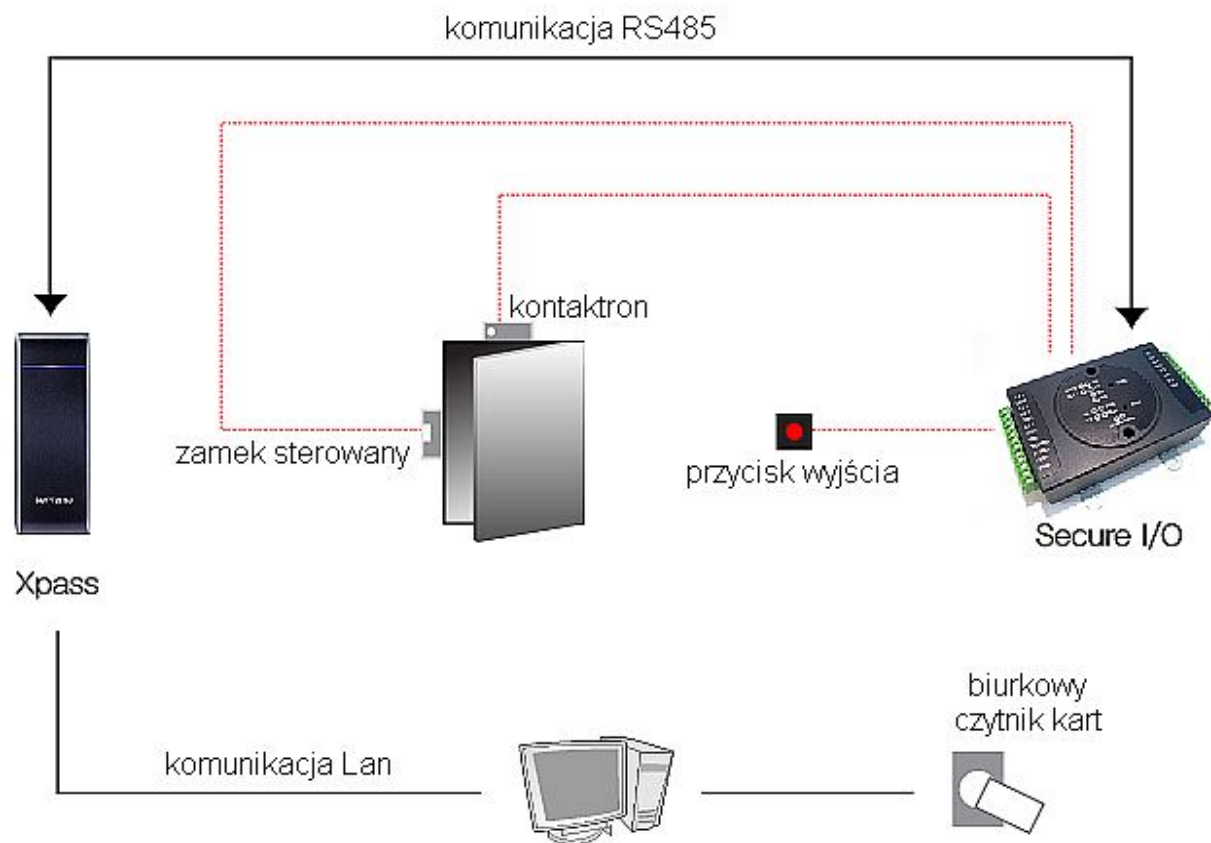 komunikacja RS485
kontaktron
zamek sterowany
przycisk wyjścia
Secure I/O
Xpass
biurkowy
czytnik kart
komunikacja Lan